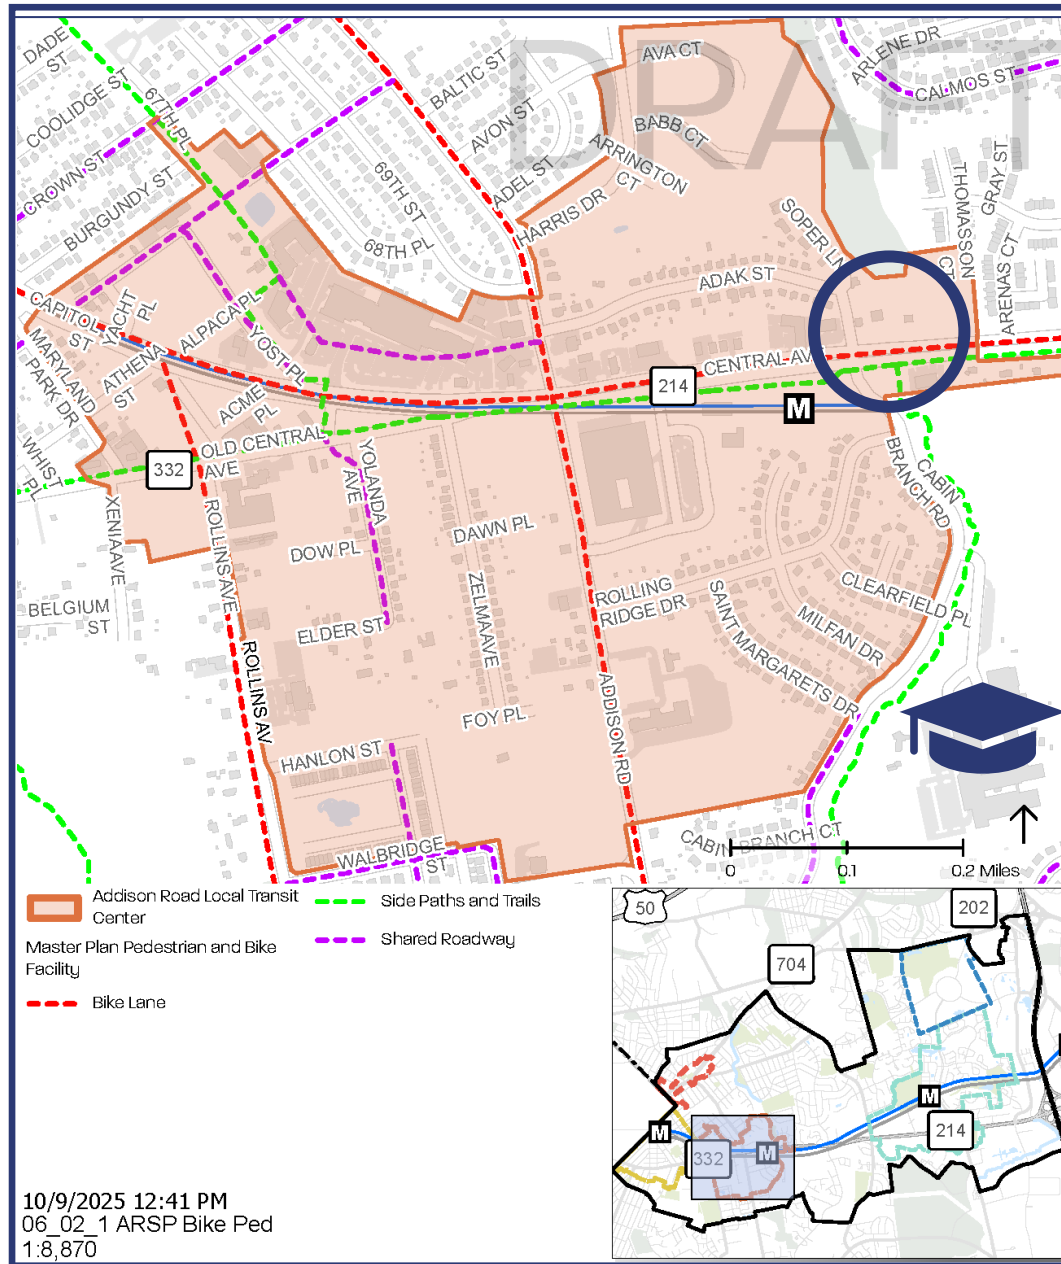 DRAFT
DADE
ST
COOLIDGE ST
67TH PL
CROWN ST
BURGUNDY ST
69TH ST
68TH PL
BALTIC ST
AVON ST
ADEL ST
HARRIS DR
AVA CT
BABB CT
ARRINGTON
CT
ARLENE DR
CALMOS ST
THOMASSON
CT
GRAY ST
ARENAS CT
SOPER LN
ADAK ST
CENTRAL AV
214
M
CAPITOL
ST
YACHT
PL
ALPACA PL
ATHENA
ST
YOST PL
ACME
PL
MARYLAND
PARK DR
WHIST
PL
332
OLD CENTRAL
AVE
XENIA AVE
ROLLINS AVE
ROLLINS AV
YOLANDA
AVE
DOW PL
DAWN PL
ZELMA AVE
ELDER ST
BELGIUM
ST
FOY PL
HANLON ST
WALBRIDGE
ST
ADDISON RD
ROLLING
RIDGE DR
SAINT MARGARETS DR
MILFAN DR
CLEARFIELD PL
CABIN
BRANCH RD
CABIN BRANCH CT
0 0.1 0.2 Miles
Addison Road Local Transit
Center
Master Plan Pedestrian and Bike
Facility
Bike Lane
Side Paths and Trails
Shared Roadway
50
202
704
M
M
M
214
332
10/9/2025 12:41 PM
06_02_1 ARSP Bike Ped
1:8,870